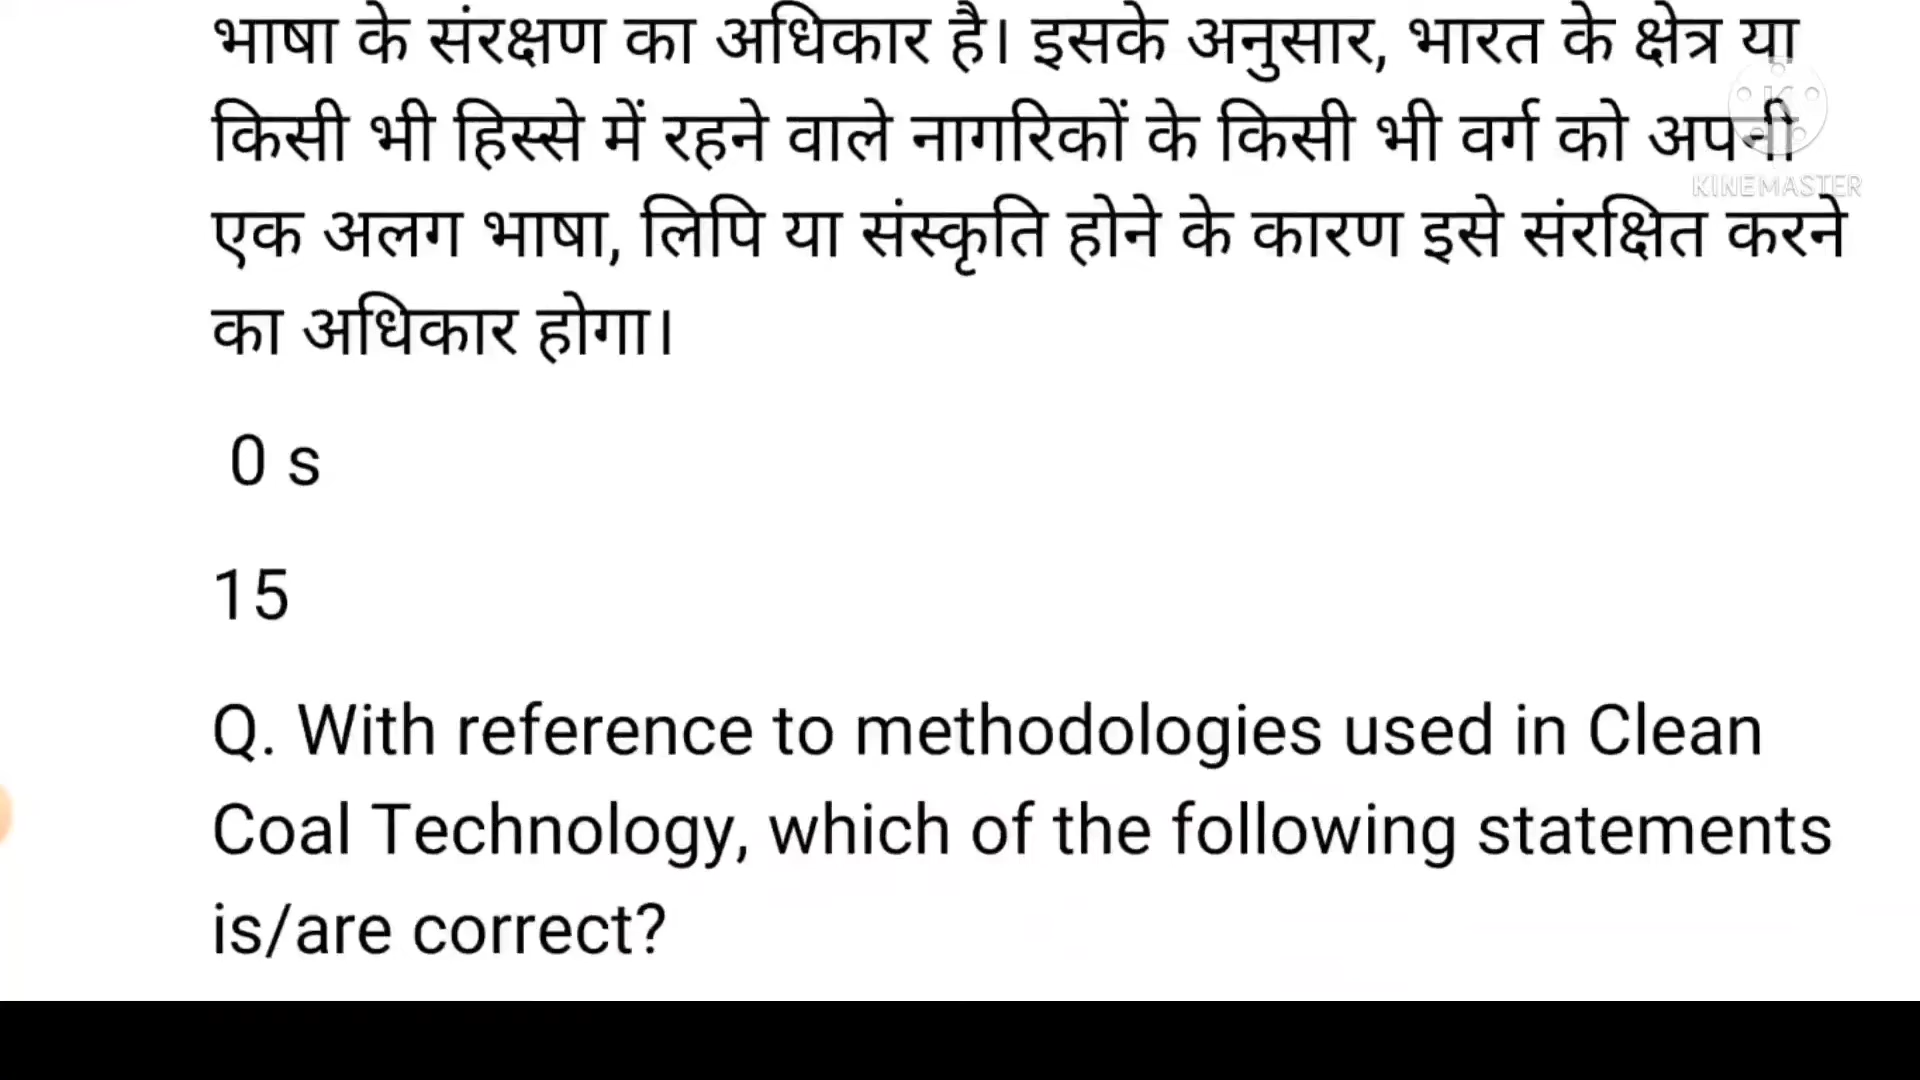 भाषा के संरक्षण का अधिकार है। इसके अनुसार, भारत के क्षेत्र या
किसी भी हिस्से में रहने वाले नागरिकों के किसी भी वर्ग को अपनी
KINEMASTER
एक अलग भाषा, लिपि या संस्कृति होने के कारण इसे संरक्षित करने
का अधिकार होगा।
0 s
15
Q. With reference to methodologies used in Clean
Coal Technology, which of the following statements
is/are correct?